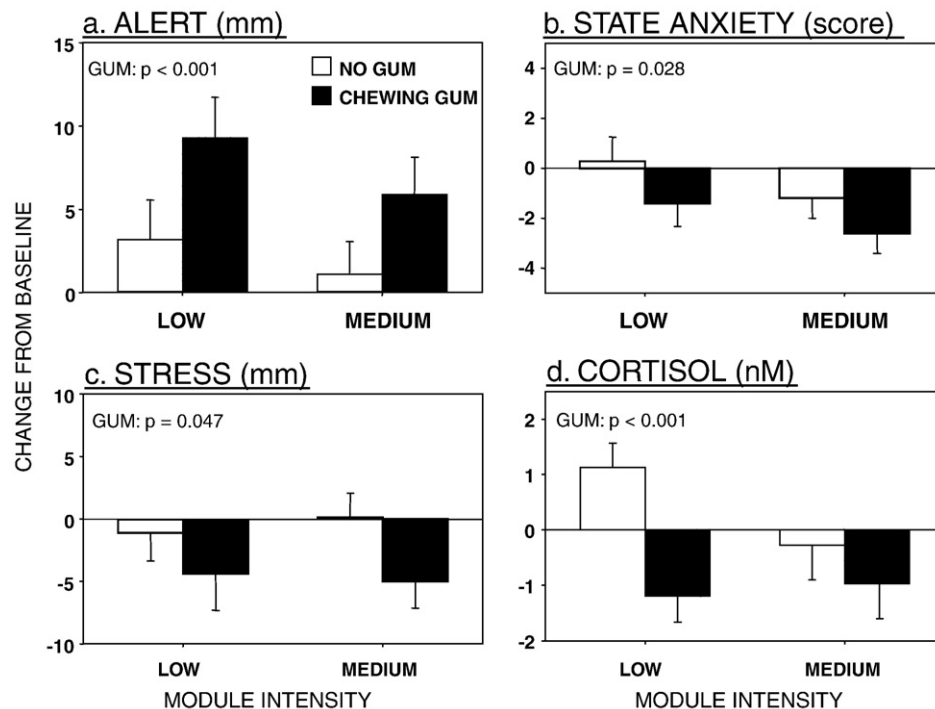 a. ALERT (mm)
15
10
5
0
GUM: p < 0.001
NO GUM
CHEWING GUM
LOW MEDIUM
b. STATE ANXIETY (score)
4
2
0
-2
-4
GUM: p = 0.028
LOW MEDIUM
CHANGE FROM BASELINE
c. STRESS (mm)
10
5
0
-5
-10
GUM: p = 0.047
LOW MEDIUM
MODULE INTENSITY
d. CORTISOL (nM)
2
1
0
-1
-2
GUM: p < 0.001
LOW MEDIUM
MODULE INTENSITY